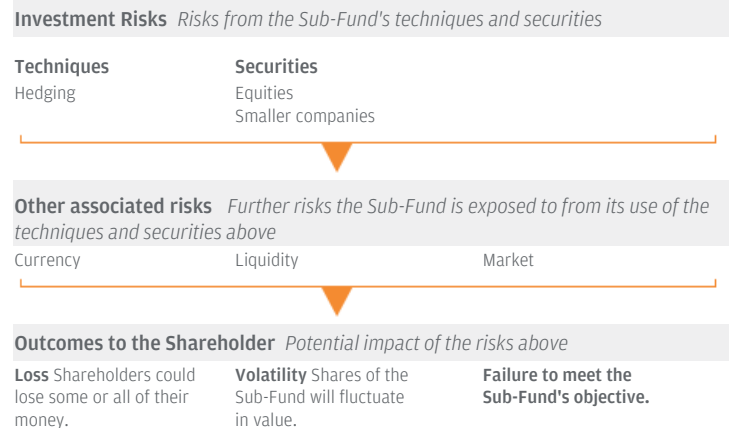 Investment Risks Risks from the Sub-Fund's techniques and securities
Techniques
Hedging
Securities
Equities
Smaller companies
Other associated risks Further risks the Sub-Fund is exposed to from its use of the
techniques and securities above
Currency
Liquidity
Market
Outcomes to the Shareholder Potential impact of the risks above
Loss Shareholders could
lose some or all of their
money.
Volatility Shares of the
Sub-Fund will fluctuate
in value.
Failure to meet the
Sub-Fund's objective.